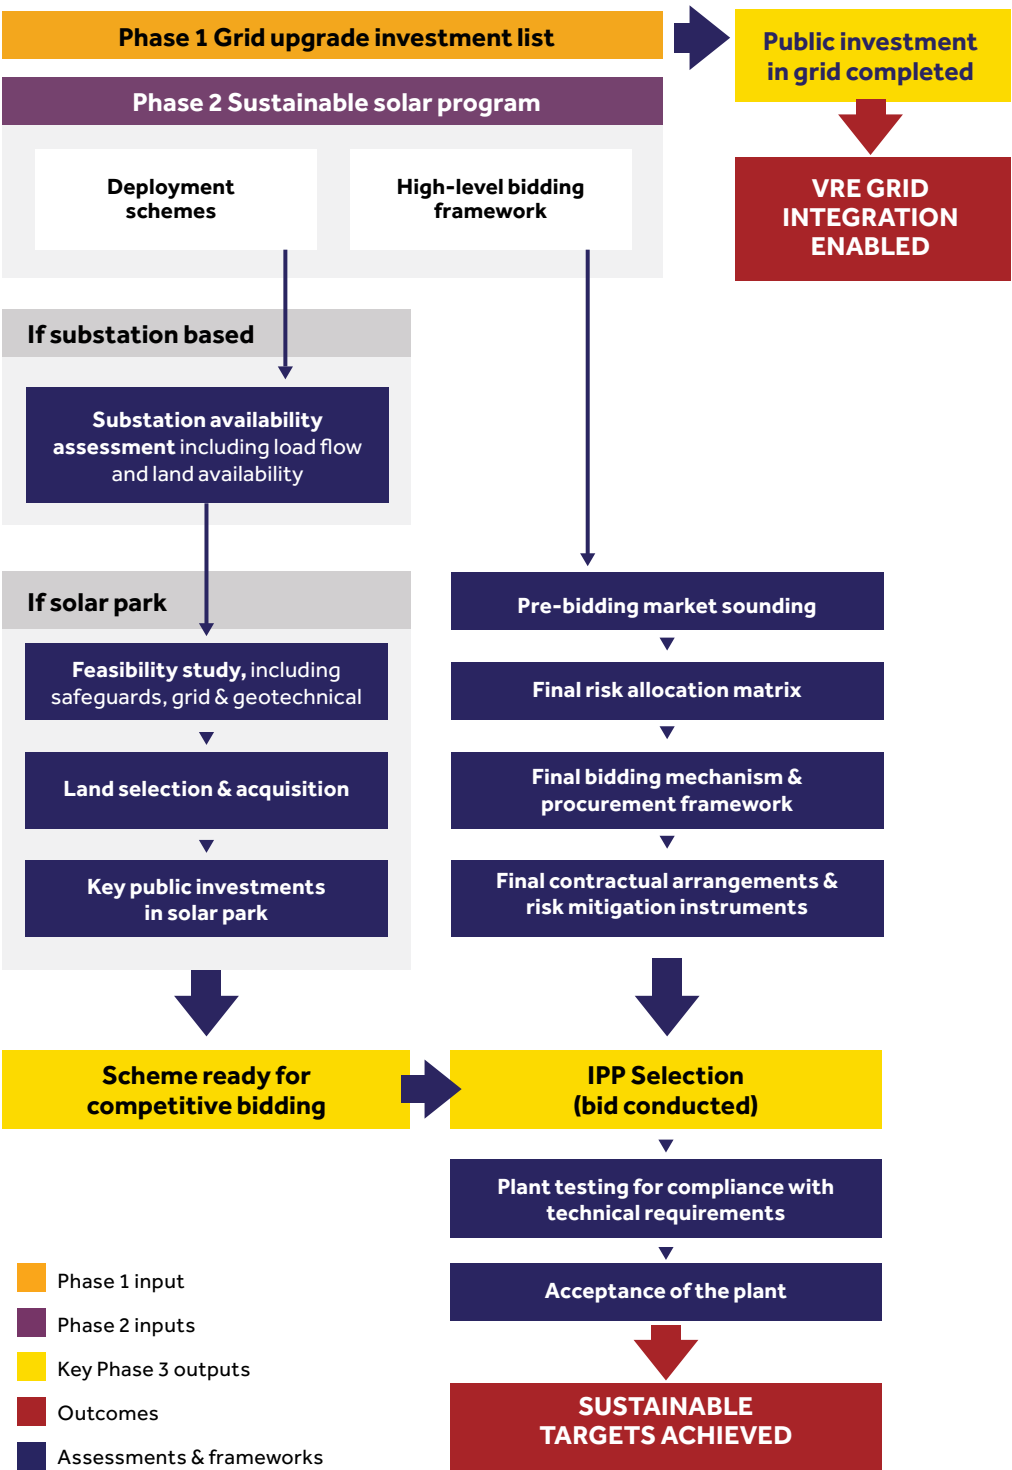 Phase 1 Grid upgrade investment list
Public investment
in grid completed
Phase 2 Sustainable solar program
Deployment
schemes
High-level bidding
framework
VRE GRID
INTEGRATION
ENABLED
If substation based
Substation availability
assessment including load flow
and land availability
If solar park
Feasibility study, including
safeguards, grid & geotechnical
Land selection & acquisition
Key public investments
in solar park
Pre-bidding market sounding
Final risk allocation matrix
Final bidding mechanism &
procurement framework
Final contractual arrangements &
risk mitigation instruments
Scheme ready for
competitive bidding
IPP Selection
(bid conducted)
Plant testing for compliance with
technical requirements
Acceptance of the plant
SUSTAINABLE
TARGETS ACHIEVED
Phase 1 input
Phase 2 inputs
Key Phase 3 outputs
Outcomes
Assessments & frameworks